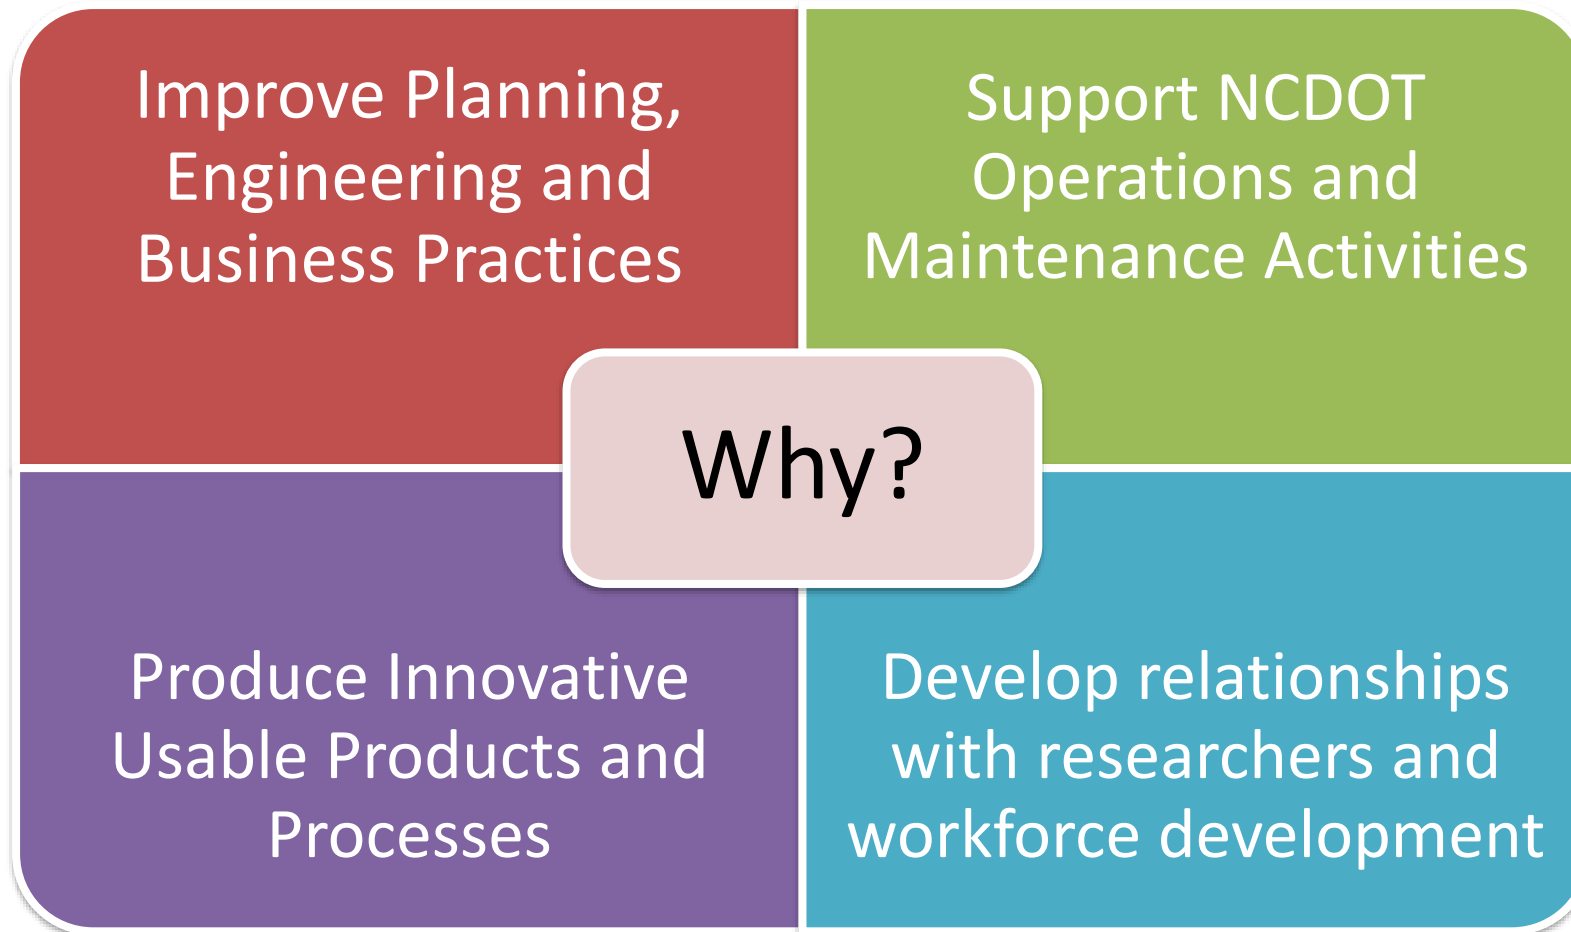 Improve Planning,
Engineering and
Business Practices
Support NCDOT
Operations and
Maintenance Activities
Why?
Produce Innovative
Usable Products and
Processes
Develop relationships
with researchers and
workforce development